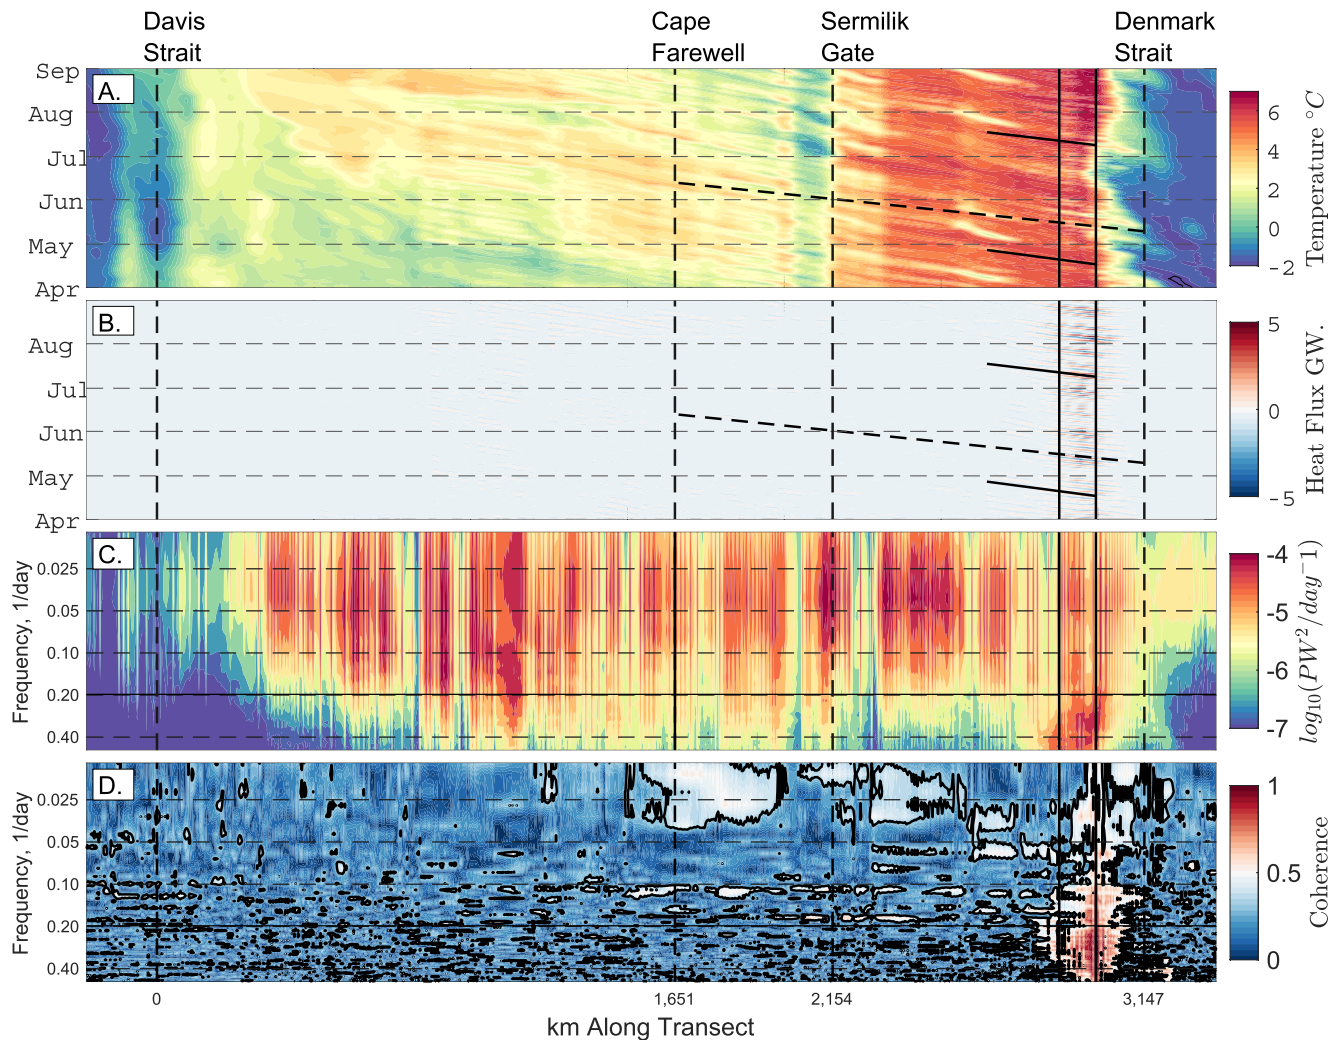 Davis
Strait
Cape
Farewell
Sermilik
Gate
Denmark
Strait
A.
Sep
Aug
Jul
Jun
May
Apr
6
4
2
0
-2
Temperature °C
B.
Aug
Jul
Jun
May
Apr
5
0
-5
Heat Flux GW.
C.
0.025
0.05
0.10
0.20
0.40
Frequency, 1/day
-4
-5
-6
-7
log10(PW²/day⁻¹)
D.
0.025
0.05
0.10
0.20
0.40
Frequency, 1/day
1
0.5
0
Coherence
0
1,651
2,154
3,147
km Along Transect